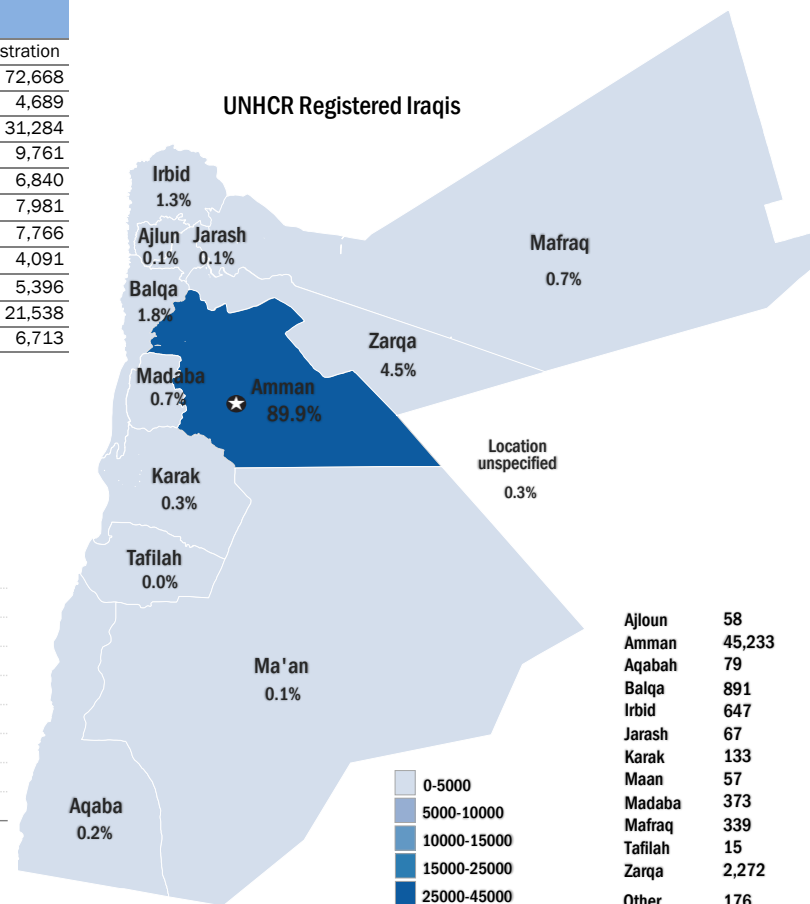 stration
72,668
4,689
31,284
9,761
6,840
7,981
7,766
4,091
5,396
21,538
6,713
UNHCR Registered Iraqis
Irbid
1.3%
Ajlun
0.1%
Jarash
0.1%
Mafraq
0.7%
Balqa
1.8%
Zarqa
4.5%
Madaba
0.7%
Amman
89.9%
Location
unspecified
0.3%
Karak
0.3%
Tafilah
0.0%
Ma'an
0.1%
Aqaba
0.2%
0-5000
5000-10000
10000-15000
15000-25000
25000-45000
Ajloun 58
Amman 45,233
Aqabah 79
Balqa 891
Irbid 647
Jarash 67
Karak 133
Maan 57
Madaba 373
Mafraq 339
Tafilah 15
Zarqa 2,272
Other 176